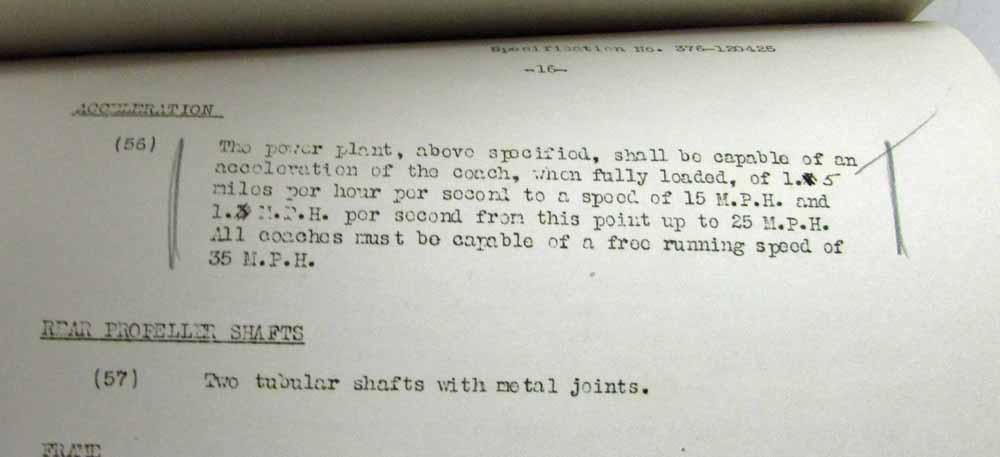 Specification No. 376-120425
-16-
ACCELERATION
(56) The power plant, above specified, shall be capable of an
acceleration of the coach, when fully loaded, of 1. 5
miles per hour per second to a speed of 15 M.P.H. and
1. M.P.H. per second from this point up to 25 M.P.H.
All coaches must be capable of a free running speed of
35 M.P.H.
REAR PROPELLER SHAFTS
(57) Two tubular shafts with metal joints.
FRAME